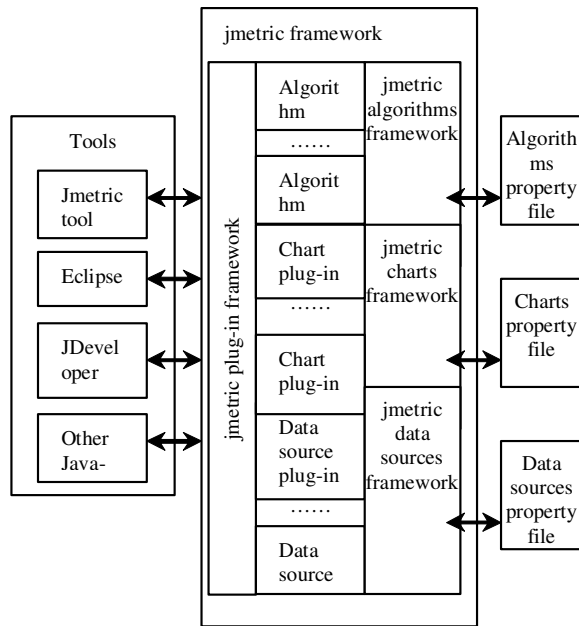 jmetric framework
Tools
Jmetric
tool
Eclipse
JDevel
oper
Other
Java-
jmetric plug-in framework
Algorit
hm
......
Algorit
hm
Chart
plug-in
......
Chart
plug-in
Data
source
plug-in
......
Data
source
jmetric
algorithms
framework
jmetric
charts
framework
jmetric
data
sources
framework
Algorith
ms
property
file
Charts
property
file
Data
sources
property
file